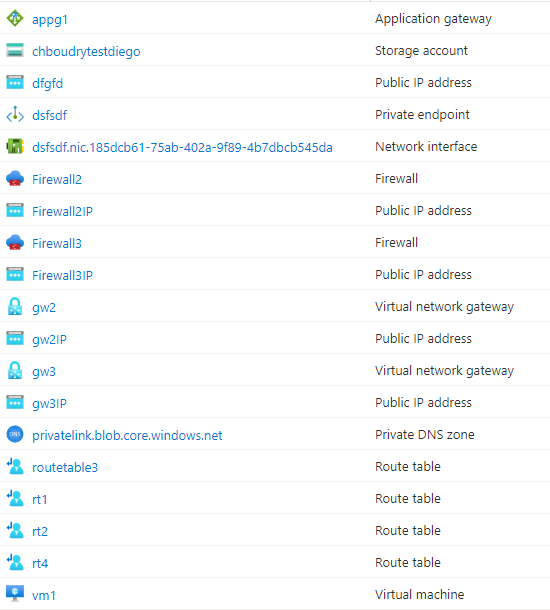 appg1 Application gateway
chboudrytestdiego Storage account
dfgfd Public IP address
dsfsdf Private endpoint
dsfsdf.nic.185dcb61-75ab-402a-9f89-4b7dbcb545da Network interface
Firewall2 Firewall
Firewall2IP Public IP address
Firewall3 Firewall
Firewall3IP Public IP address
gw2 Virtual network gateway
gw2IP Public IP address
gw3 Virtual network gateway
gw3IP Public IP address
DNS privatelink.blob.core.windows.net Private DNS zone
routetable3 Route table
rt1 Route table
rt2 Route table
rt4 Route table
vm1 Virtual machine